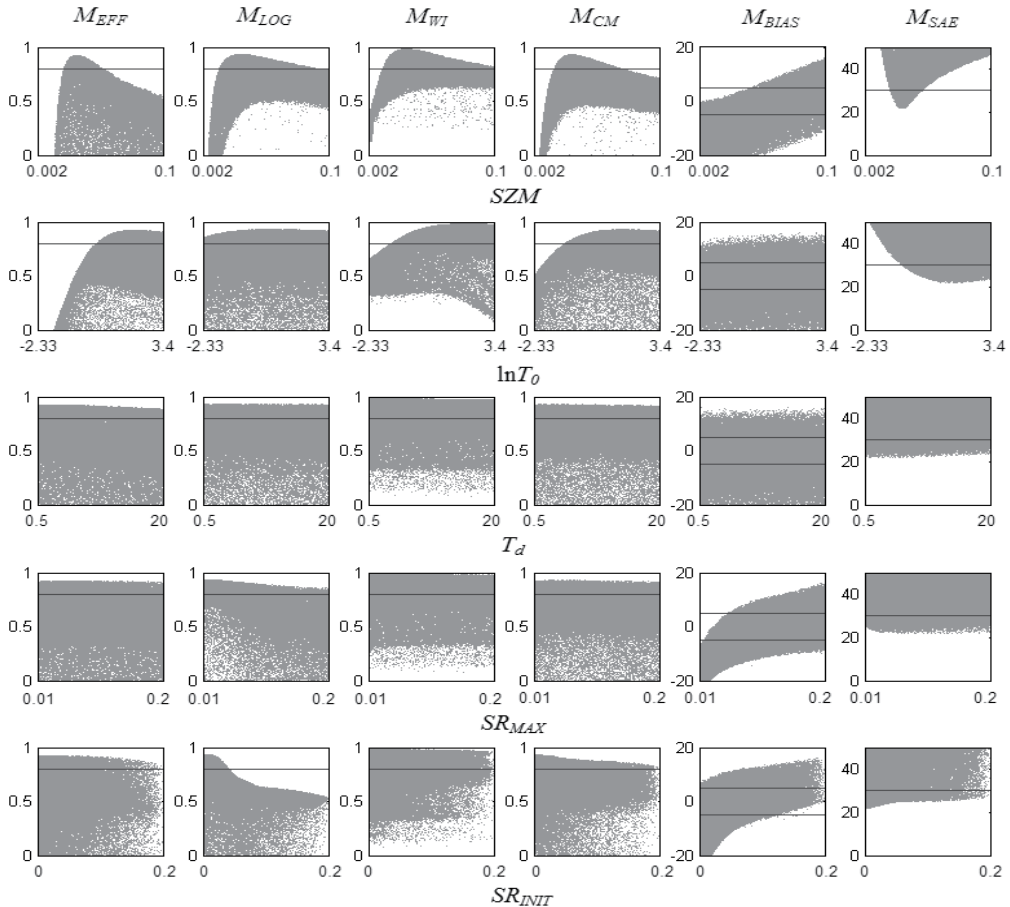 M_EFF M_LOG M_WI M_CM M_BIAS M_SAE
1 1 1 1 20 40
0.5 0.5 0.5 0.5 0 20
0 0 0 0 -20 0
0.002 0.1 0.002 0.1 0.002 0.1 0.002 0.1 0.002 0.1 0.002 0.1
SZM
1 1 1 1 20 40
0.5 0.5 0.5 0.5 0 20
0 0 0 0 -20 0
-2.33 3.4 -2.33 3.4 -2.33 3.4 -2.33 3.4 -2.33 3.4 -2.33 3.4
lnT_0
1 1 1 1 20 40
0.5 0.5 0.5 0.5 0 20
0 0 0 0 -20 0
0.5 20 0.5 20 0.5 20 0.5 20 0.5 20 0.5 20
T_d
1 1 1 1 20 40
0.5 0.5 0.5 0.5 0 20
0 0 0 0 -20 0
0.01 0.2 0.01 0.2 0.01 0.2 0.01 0.2 0.01 0.2 0.01 0.2
SR_MAX
1 1 1 1 20 40
0.5 0.5 0.5 0.5 0 20
0 0 0 0 -20 0
0 0.2 0 0.2 0 0.2 0 0.2 0 0.2 0 0.2
SR_INIT